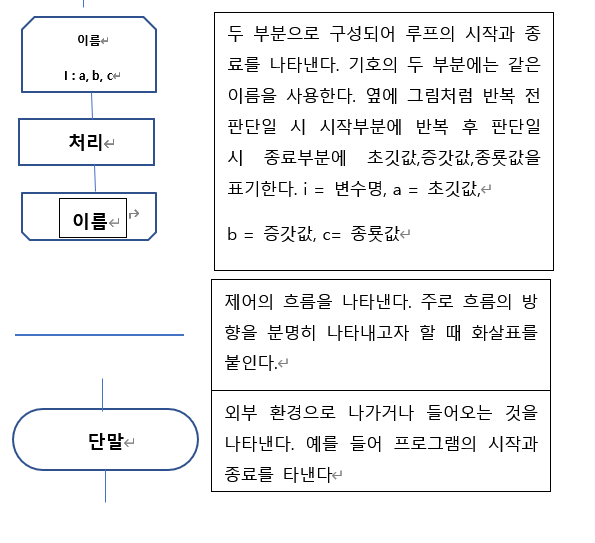 이름
I : a, b, c
처리
이름
두 부분으로 구성되어 루프의 시작과 종
료를 나타낸다. 기호의 두 부분에는 같은
이름을 사용한다. 옆에 그림처럼 반복 전
판단일 시 시작부분에 반복 후 판단일
시 종료부분에 초깃값,증갓값,종룟값을
표기한다. i = 변수명, a = 초깃값,
b = 증갓값, c= 종룟값
제어의 흐름을 나타낸다. 주로 흐름의 방
향을 분명히 나타내고자 할 때 화살표를
붙인다.
단말
외부 환경으로 나가거나 들어오는 것을
나타낸다. 예를 들어 프로그램의 시작과
종료를 타낸다